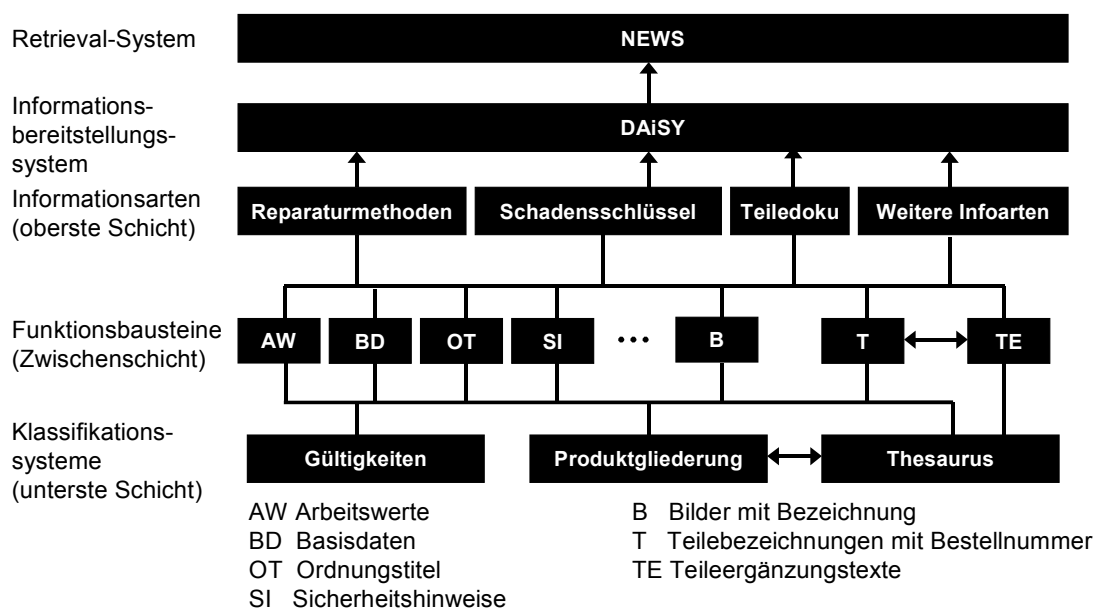 Retrieval-System
NEWS
Informations-
bereitstellungs-
system
DAiSY
Informationsarten
(oberste Schicht)
Reparaturmethoden
Schadensschlüssel
Teiledoku
Weitere Infoarten
Funktionsbausteine
(Zwischenschicht)
AW
BD
OT
SI
...
B
T
TE
Klassifikations-
systeme
(unterste Schicht)
Gültigkeiten
Produktgliederung
Thesaurus
AW Arbeitswerte
BD Basisdaten
OT Ordnungstitel
SI Sicherheitshinweise
B Bilder mit Bezeichnung
T Teilebezeichnungen mit Bestellnummer
TE Teileergänzungstexte